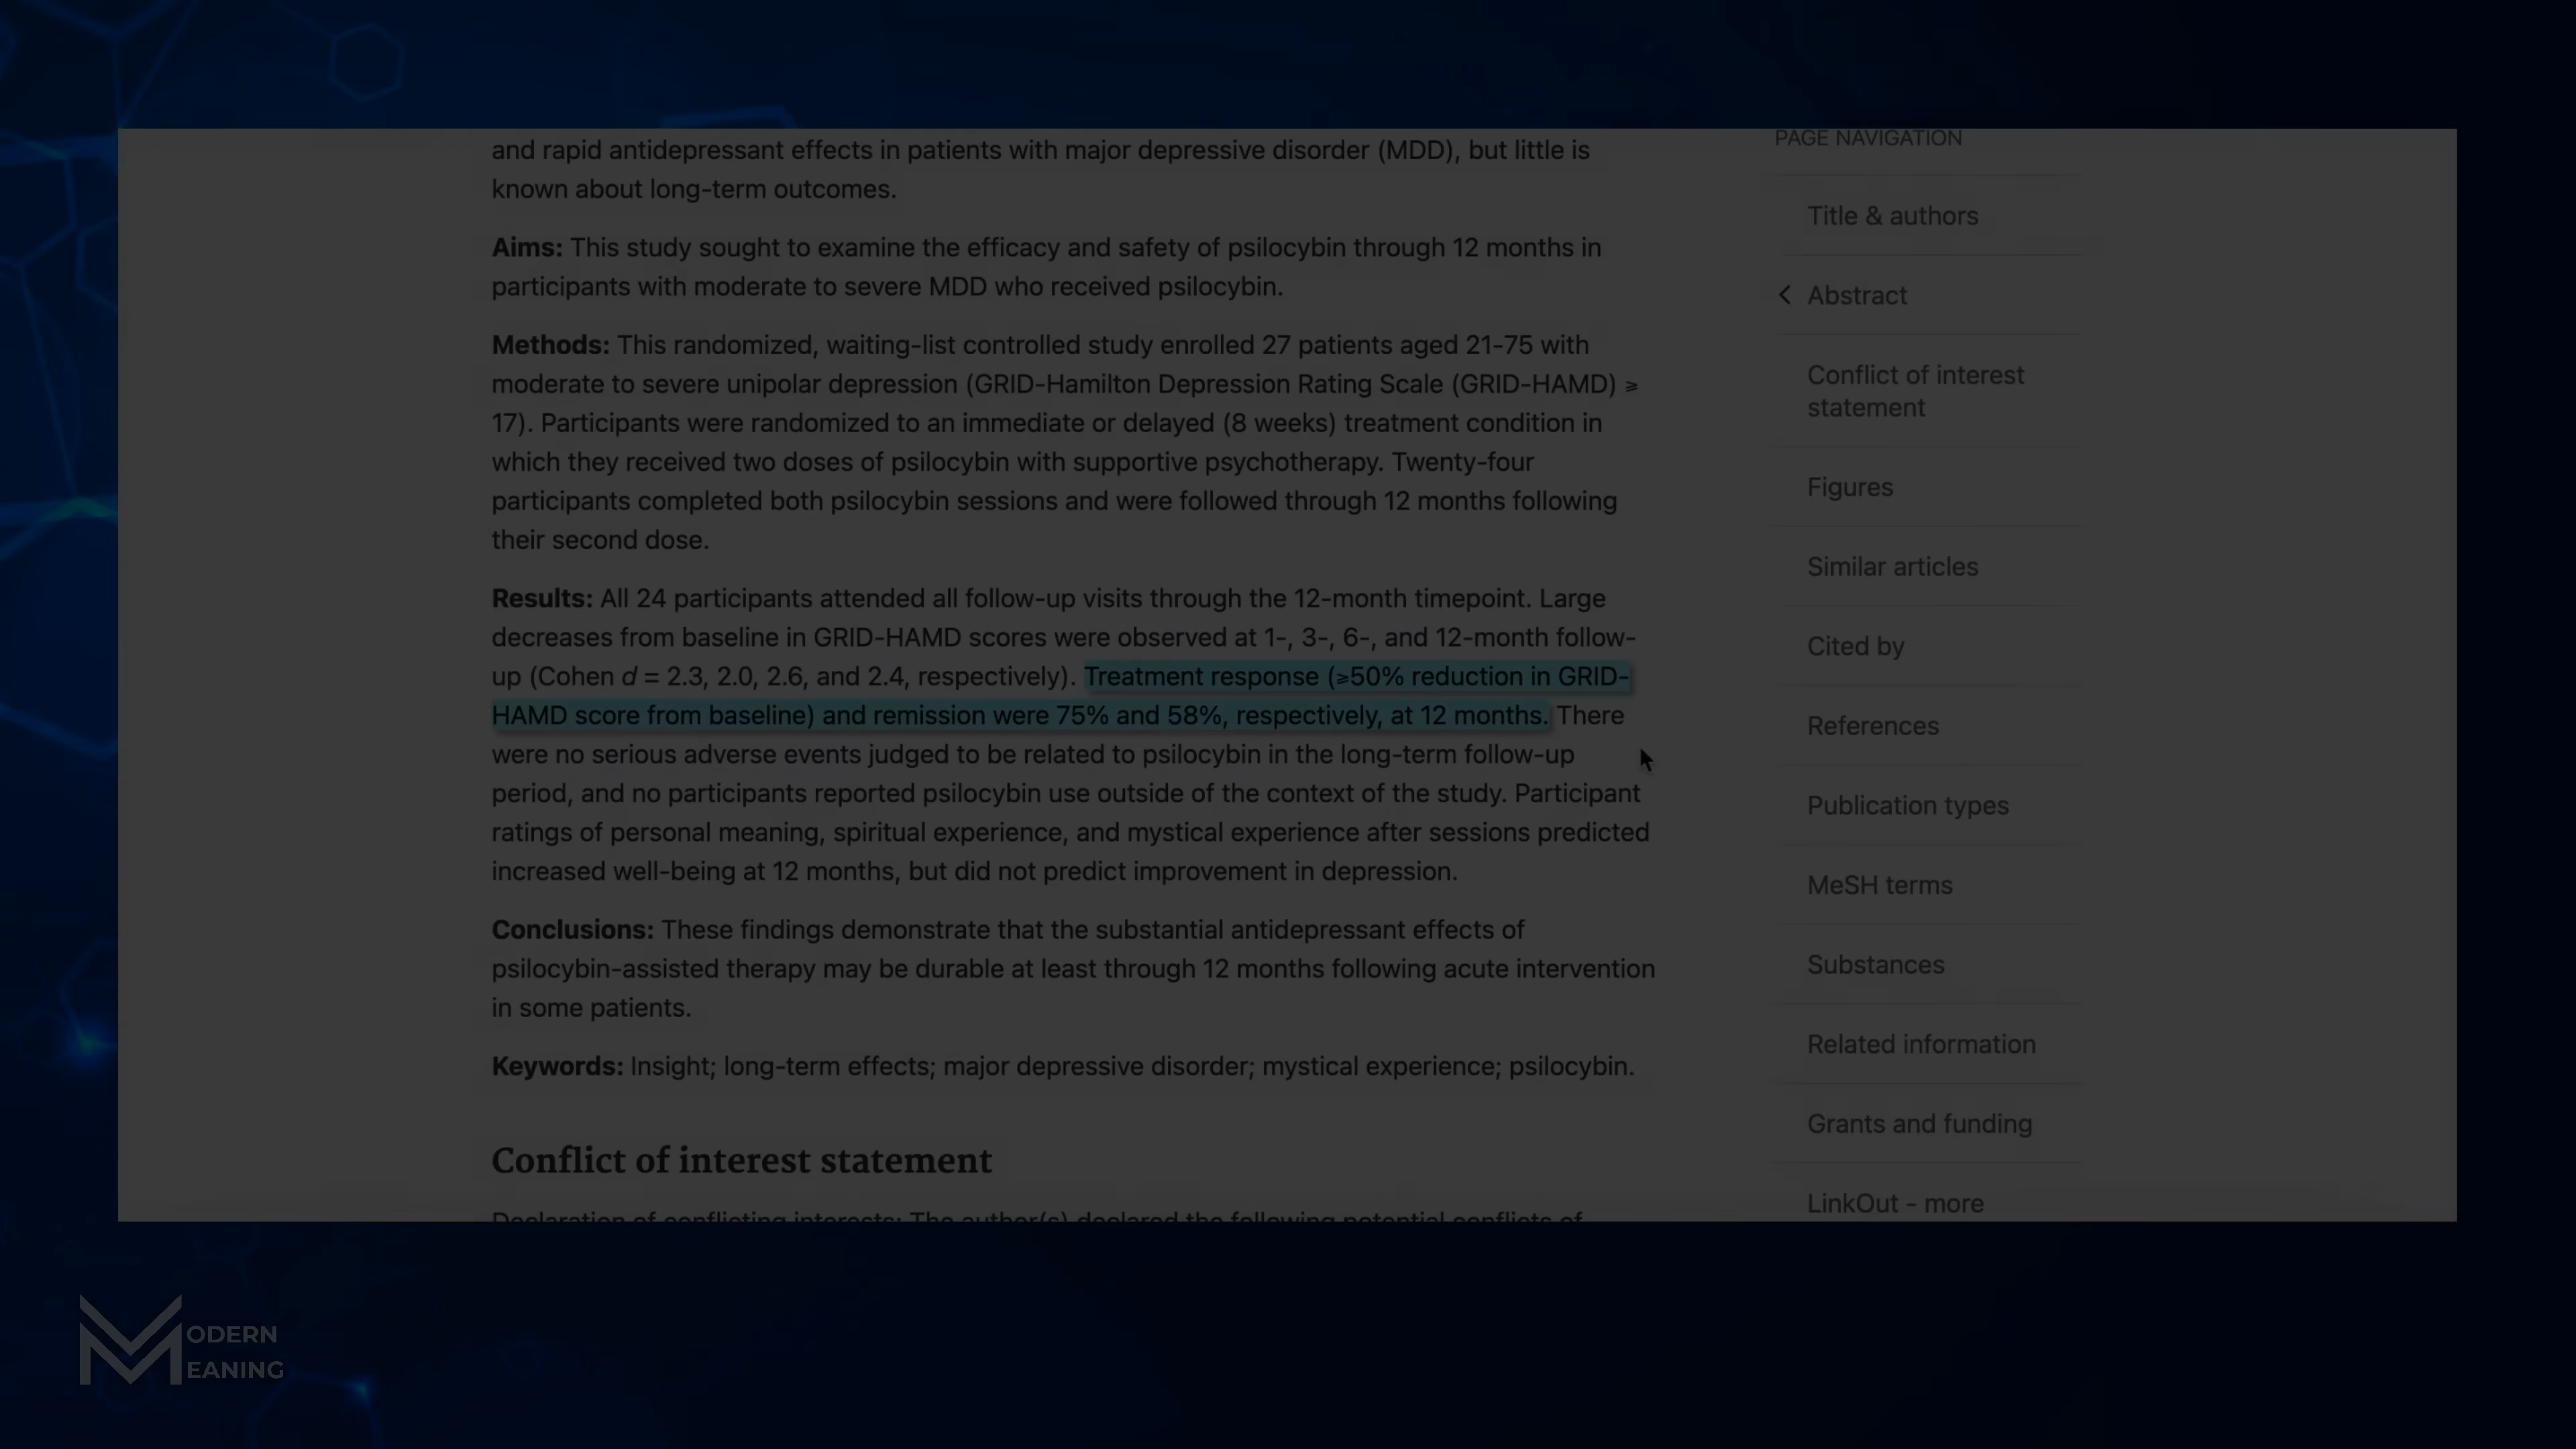 and rapid antidepressant effects in patients with major depressive disorder (MDD), but little is
known about long-term outcomes.
Aims: This study sought to examine the efficacy and safety of psilocybin through 12 months in
participants with moderate to severe MDD who received psilocybin.
Methods: This randomized, waiting-list controlled study enrolled 27 patients aged 21-75 with
moderate to severe unipolar depression (GRID-Hamilton Depression Rating Scale (GRID-HAMD) ≥
17). Participants were randomized to an immediate or delayed (8 weeks) treatment condition in
which they received two doses of psilocybin with supportive psychotherapy. Twenty-four
participants completed both psilocybin sessions and were followed through 12 months following
their second dose.
Results: All 24 participants attended all follow-up visits through the 12-month timepoint. Large
decreases from baseline in GRID-HAMD scores were observed at 1-, 3-, 6-, and 12-month follow-
up (Cohen d = 2.3, 2.0, 2.6, and 2.4, respectively). Treatment response (≥50% reduction in GRID-
HAMD score from baseline) and remission were 75% and 58%, respectively, at 12 months. There
were no serious adverse events judged to be related to psilocybin in the long-term follow-up
period, and no participants reported psilocybin use outside of the context of the study. Participant
ratings of personal meaning, spiritual experience, and mystical experience after sessions predicted
increased well-being at 12 months, but did not predict improvement in depression.
Conclusions: These findings demonstrate that the substantial antidepressant effects of
psilocybin-assisted therapy may be durable at least through 12 months following acute intervention
in some patients.
Keywords: Insight; long-term effects; major depressive disorder; mystical experience; psilocybin.
Conflict of interest statement
Declaration of conflicting interests: The author(s) declared the following potential conflicts of
PAGE NAVIGATION
Title & authors
Abstract
Conflict of interest
statement
Figures
Similar articles
Cited by
References
Publication types
MeSH terms
Substances
Related information
Grants and funding
LinkOut - more
MODERN
MEANING